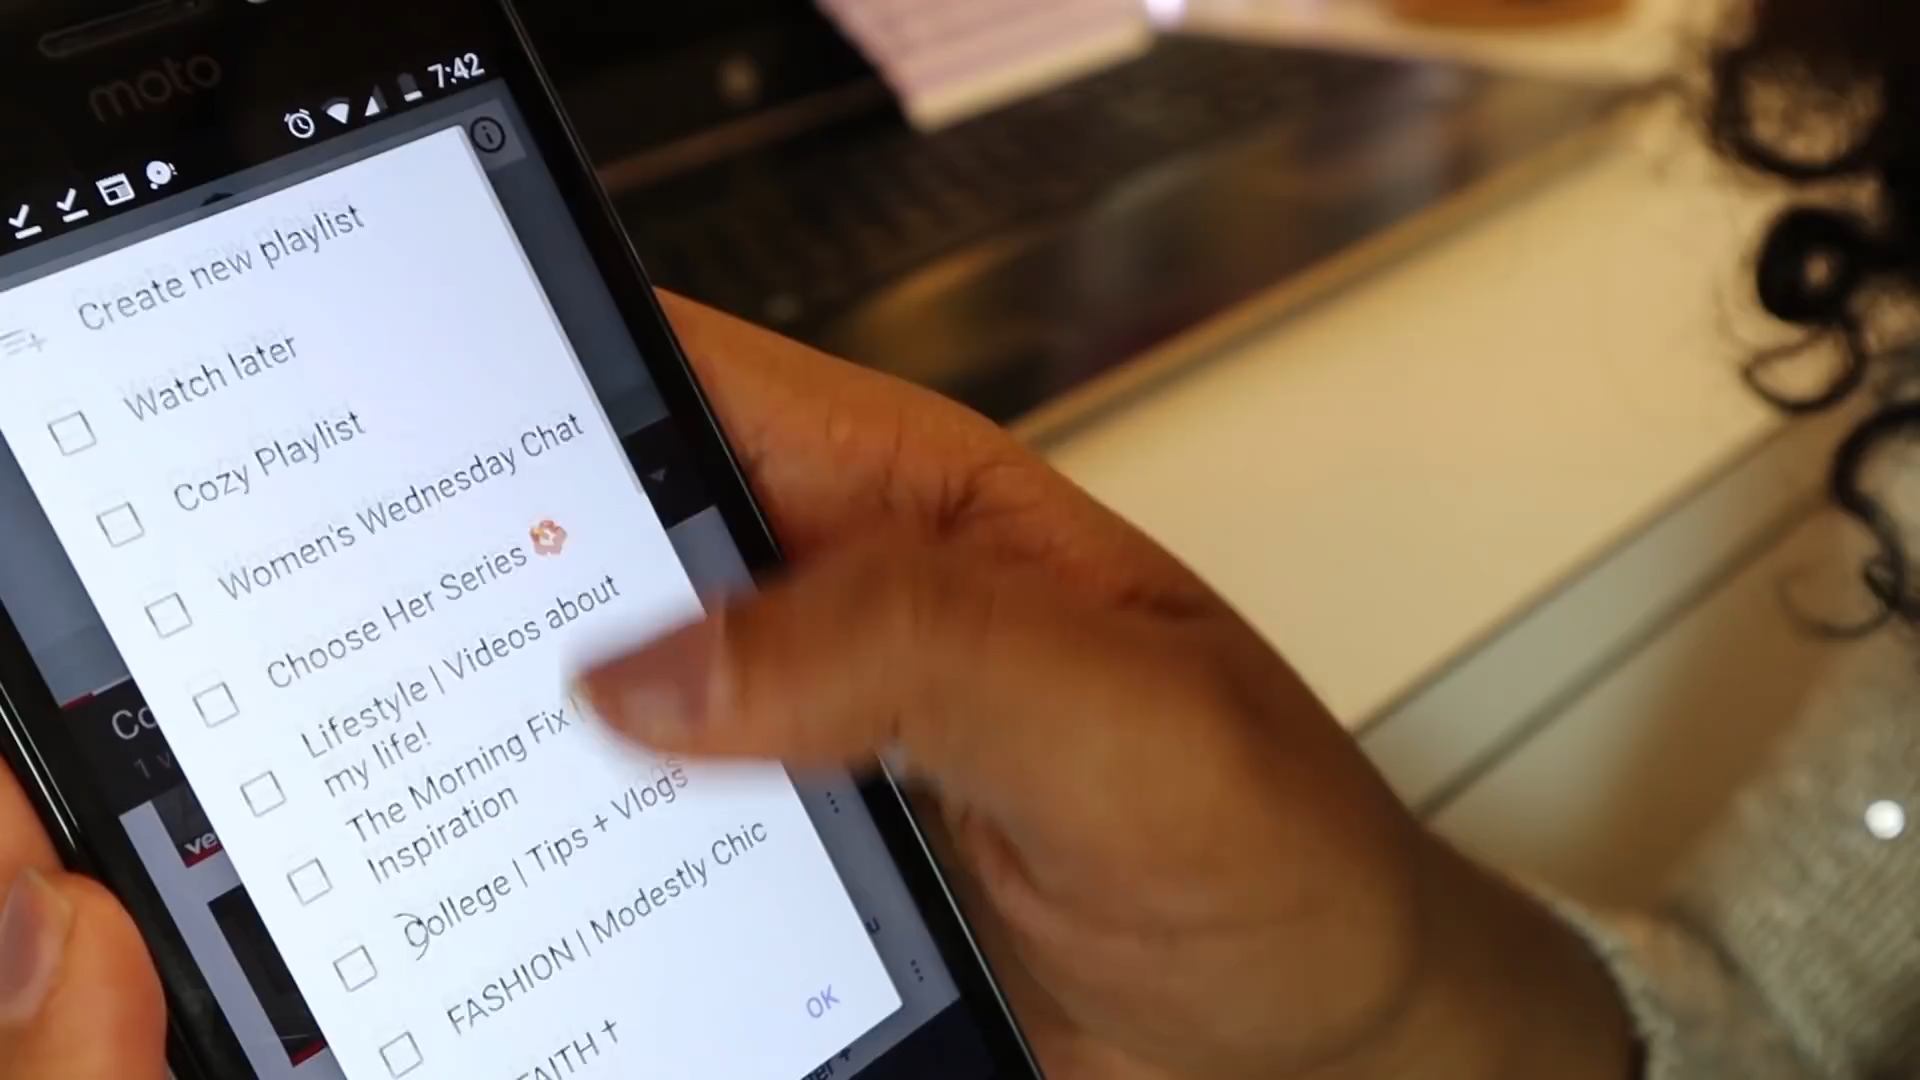 moto
7:42
Create new playlist
Watch later
Cozy Playlist
Women's Wednesday Chat
Choose Her Series
Lifestyle | Videos about
my life!
The Morning Fix
Inspiration
College | Tips + Vlogs
FASHION | Modestly Chic
OK